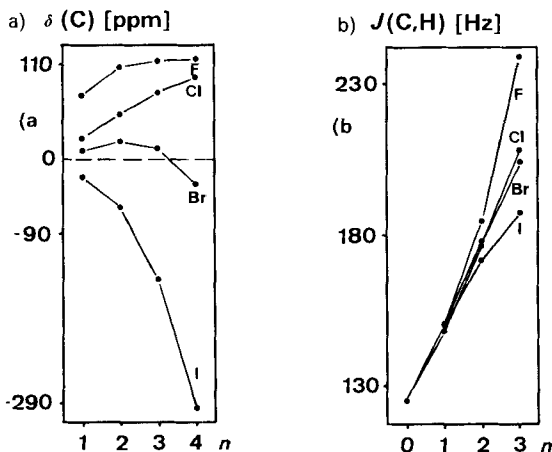 a) δ (C) [ppm]
110
F
Cl
(a
0
Br
-90
I
-290
1 2 3 4 n
b) J(C,H) [Hz]
230
F
(b
Cl
Br
180
I
130
0 1 2 3 n